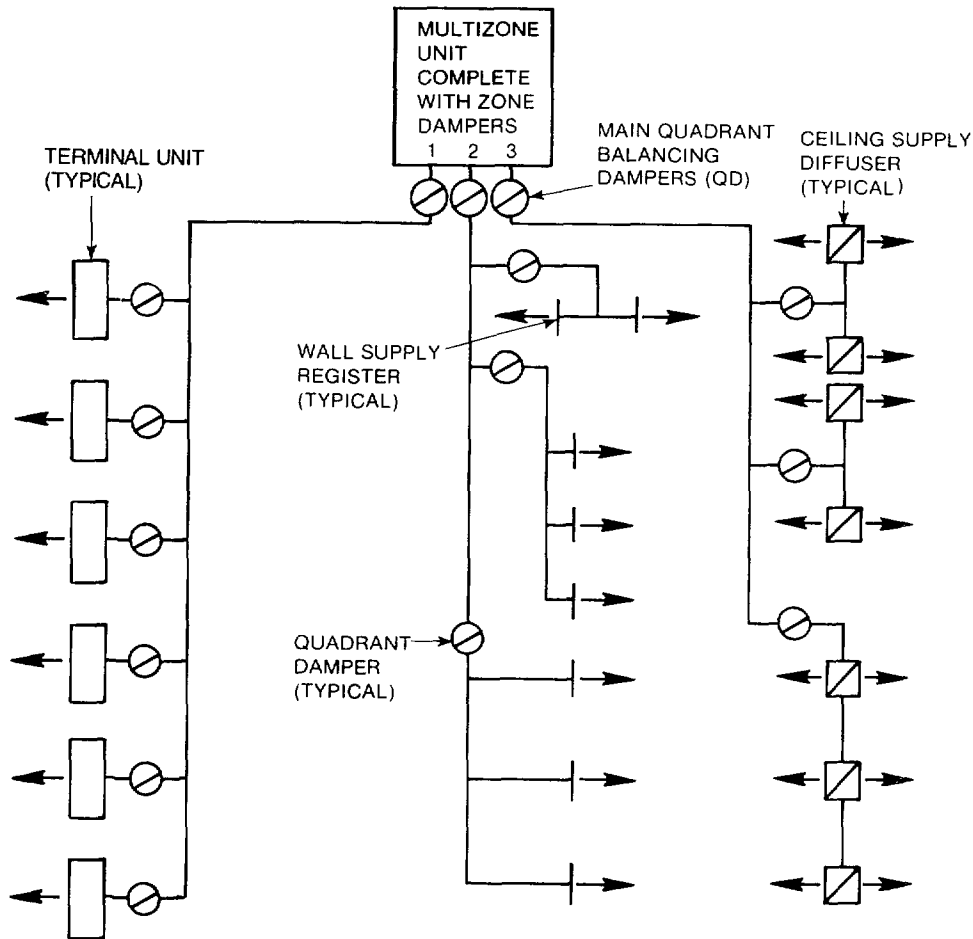 MULTIZONE
UNIT
COMPLETE
WITH ZONE
DAMPERS
1 2 3
MAIN QUADRANT
BALANCING
DAMPERS (QD)
CEILING SUPPLY
DIFFUSER
(TYPICAL)
TERMINAL UNIT
(TYPICAL)
WALL SUPPLY
REGISTER
(TYPICAL)
QUADRANT
DAMPER
(TYPICAL)